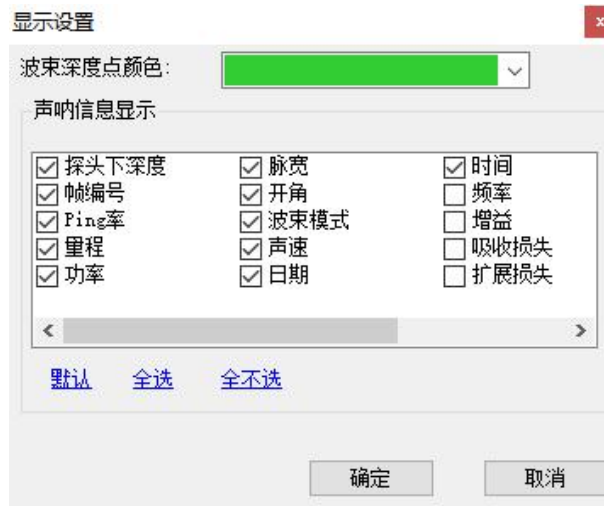 显示设置
波束深度点颜色:
声呐信息显示
探头下深度 脉宽 时间
帧编号 开角 频率
Ping率 波束模式 增益
量程 声速 吸收损失
功率 日期 扩展损失
默认 全选 全不选
确定 取消